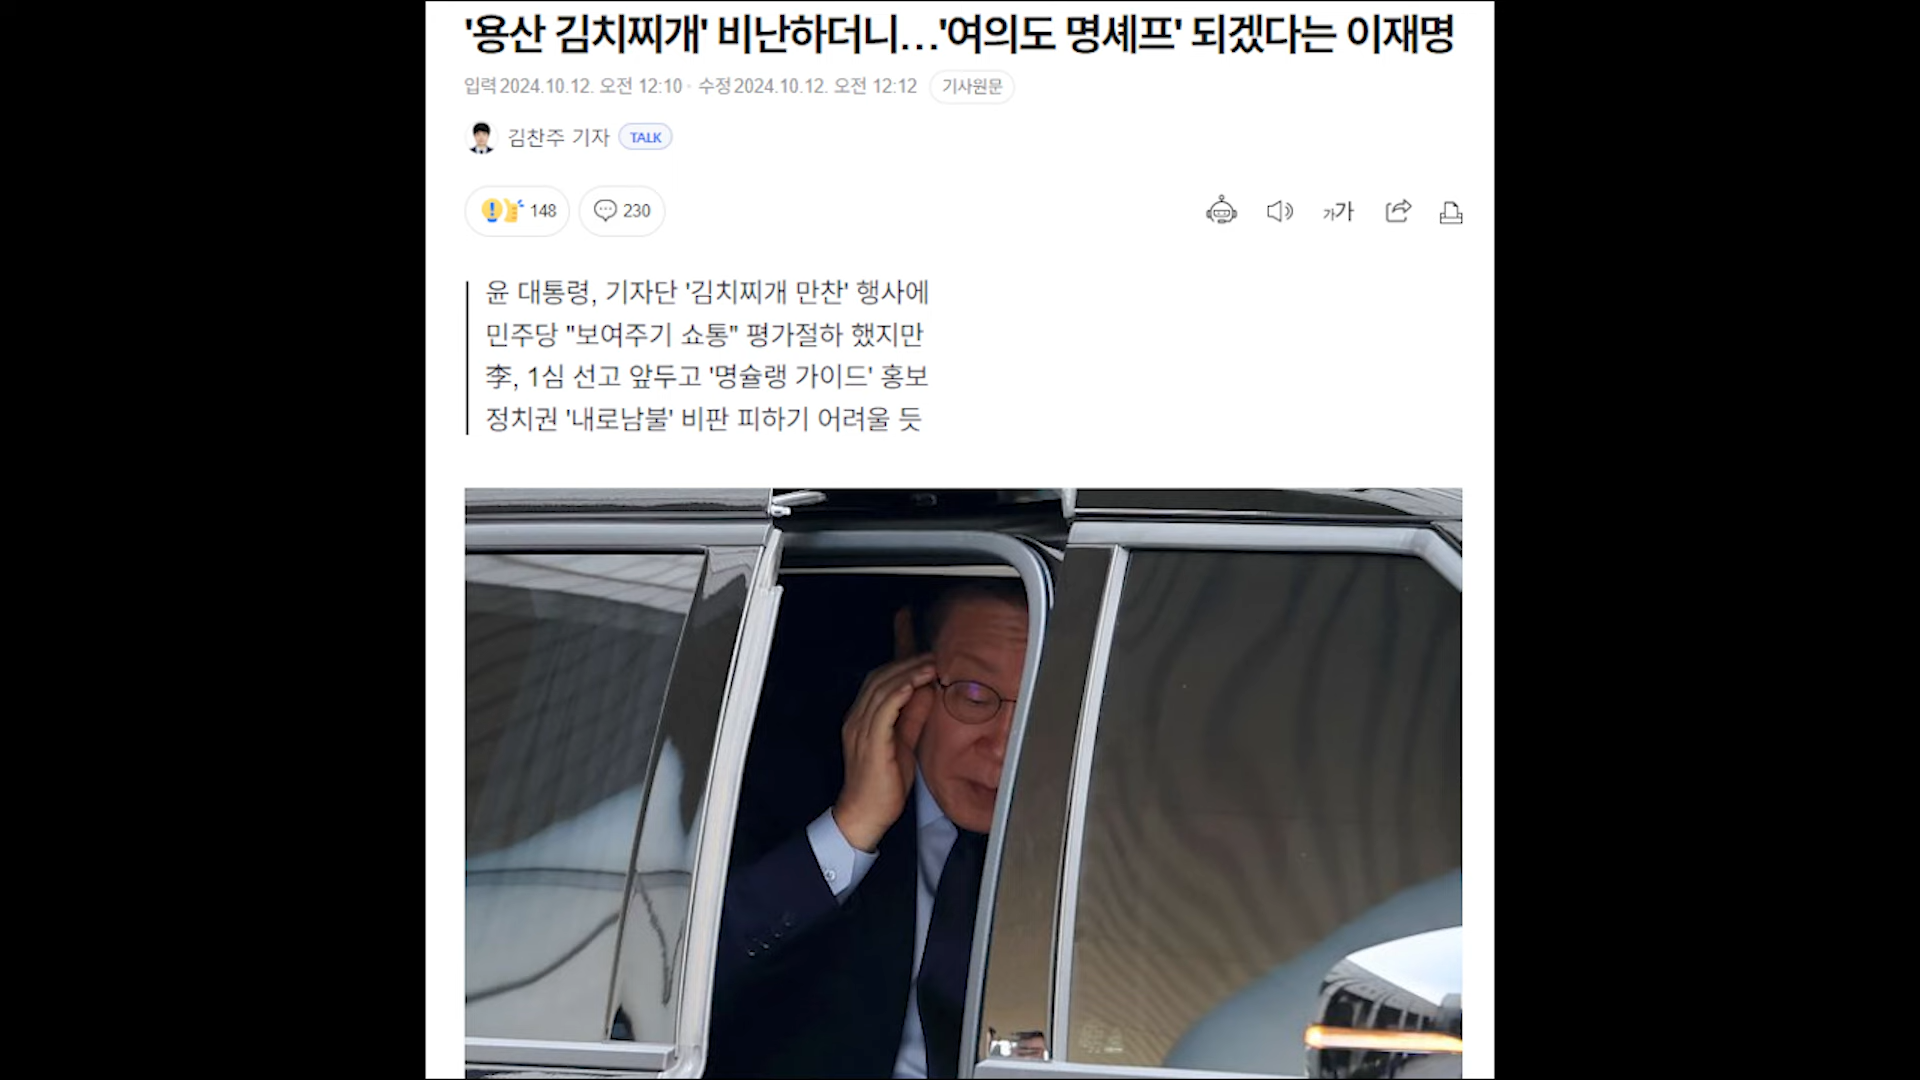 '용산 김치찌개' 비난하더니…'여의도 명셰프' 되겠다는 이재명
입력 2024.10.12. 오전 12:10 · 수정 2024.10.12. 오전 12:12 기사원문
김찬주 기자 TALK
148 230 가가
윤 대통령, 기자단 '김치찌개 만찬' 행사에
민주당 "보여주기 쇼통" 평가절하 했지만
李, 1심 선고 앞두고 '명슐랭 가이드' 홍보
정치권 '내로남불' 비판 피하기 어려울 듯